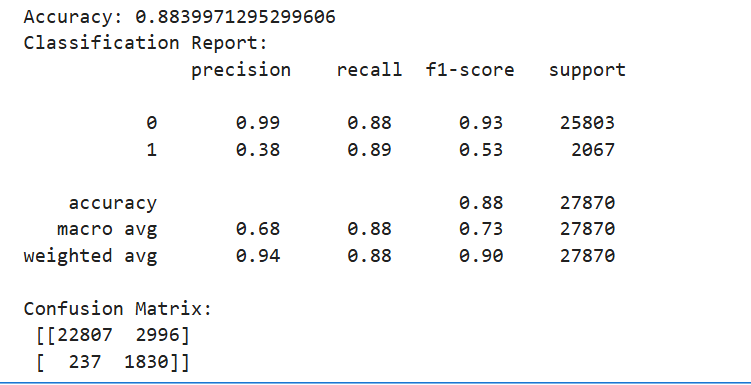 Accuracy: 0.8839971295299606
Classification Report:
              precision    recall  f1-score   support

           0       0.99      0.88      0.93     25803
           1       0.38      0.89      0.53      2067

    accuracy                           0.88     27870
   macro avg       0.68      0.88      0.73     27870
weighted avg       0.94      0.88      0.90     27870

Confusion Matrix:
 [[22807  2996]
 [  237  1830]]